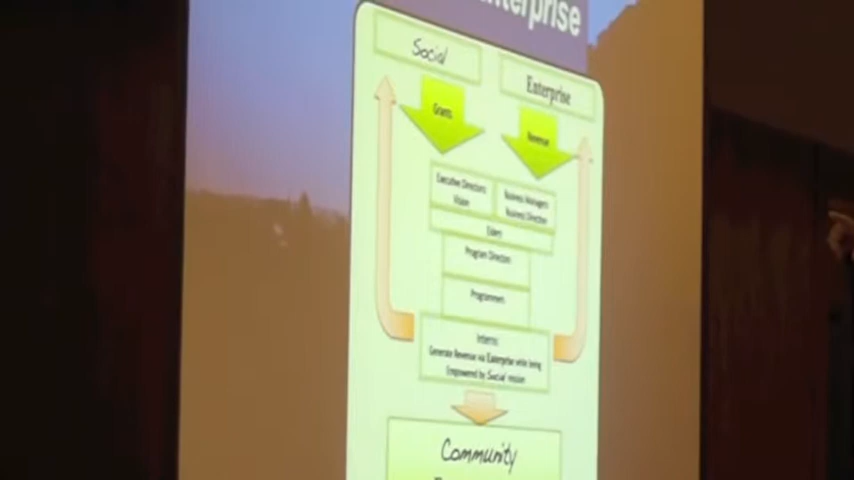 Enterprise
Social
Enterprise
Grants
Revenue
Executive Directors
Vision
Business Managers
Business Direction
Elders
Program Direction
Programmers
Interns
Generate Revenue via Enterprise while being
Empowered by Social mission
Community